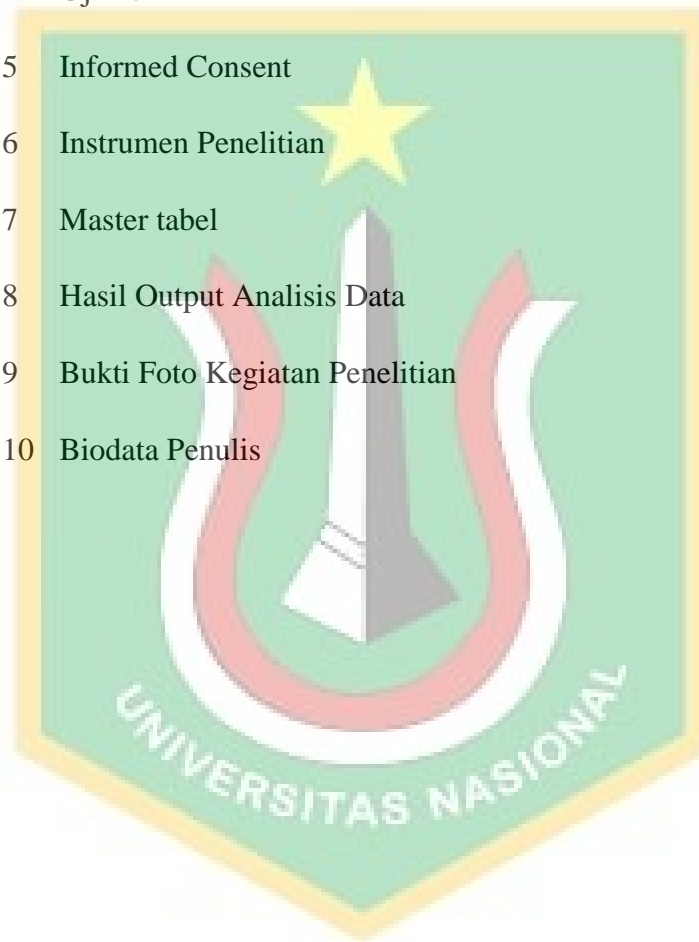 5 Informed Consent
6 Instrumen Penelitian
7 Master tabel
8 Hasil Output Analisis Data
9 Bukti Foto Kegiatan Penelitian
10 Biodata Penulis
UNIVERSITAS NASIONAL